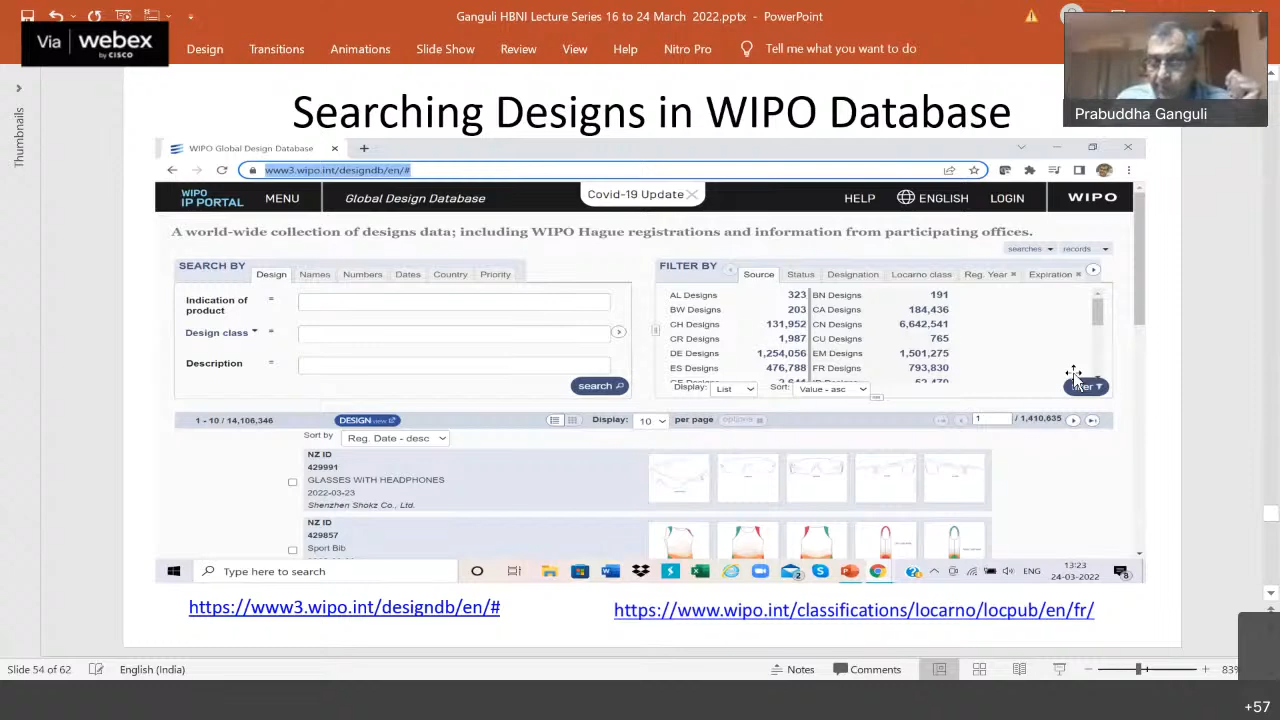 Ganguli HBNI Lecture Series 16 to 24 March 2022.pptx - PowerPoint
Via webex
by CISCO
Design Transitions Animations Slide Show Review View Help Nitro Pro Tell me what you want to do
Prabuddha Ganguli
Thumbnails
Searching Designs in WIPO Database
WIPO Global Design Database
www3.wipo.int/designdb/en/#
WIPO
IP PORTAL
MENU Global Design Database Covid-19 Update HELP ENGLISH LOGIN WIPO
A world-wide collection of designs data; including WIPO Hague registrations and information from participating offices.
searches records
SEARCH BY Design Names Numbers Dates Country Priority
FILTER BY Source Status Designation Locarno class Reg. Year Expiration
Indication of
product =
Design class =
Description =
search
AL Designs 323 BN Designs 191
BW Designs 203 CA Designs 184,436
CH Designs 131,952 CN Designs 6,642,541
CR Designs 1,987 CU Designs 765
DE Designs 1,254,056 EM Designs 1,501,275
ES Designs 476,788 FR Designs 793,830
Display: List Sort: Value - asc
1 - 10 / 14,106,346 DESIGN view Display: 10 per page options 1 / 1,410,635
Sort by Reg. Date - desc
NZ ID
429991
GLASSES WITH HEADPHONES
2022-03-23
Shenzhen Shokz Co., Ltd.
NZ ID
429857
Sport Bib
Type here to search
2
ENG
13:23
24-03-2022
8
https://www3.wipo.int/designdb/en/#
https://www.wipo.int/classifications/locarno/locpub/en/fr/
Slide 54 of 62 English (India) Notes Comments 83%
+57